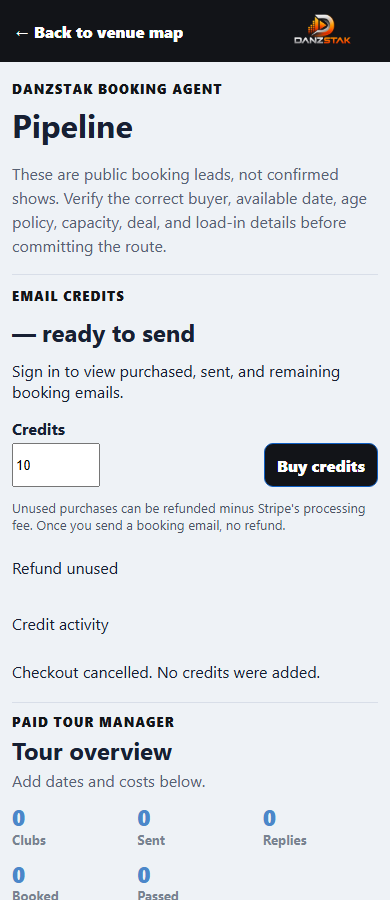 ← Back to venue map
DANZSTAK
DANZSTAK BOOKING AGENT
Pipeline
These are public booking leads, not confirmed
shows. Verify the correct buyer, available date, age
policy, capacity, deal, and load-in details before
committing the route.
EMAIL CREDITS
— ready to send
Sign in to view purchased, sent, and remaining
booking emails.
Credits
10
Buy credits
Unused purchases can be refunded minus Stripe's processing
fee. Once you send a booking email, no refund.
Refund unused
Credit activity
Checkout cancelled. No credits were added.
PAID TOUR MANAGER
Tour overview
Add dates and costs below.
0 0 0
Clubs Sent Replies
0 0
Booked Passed